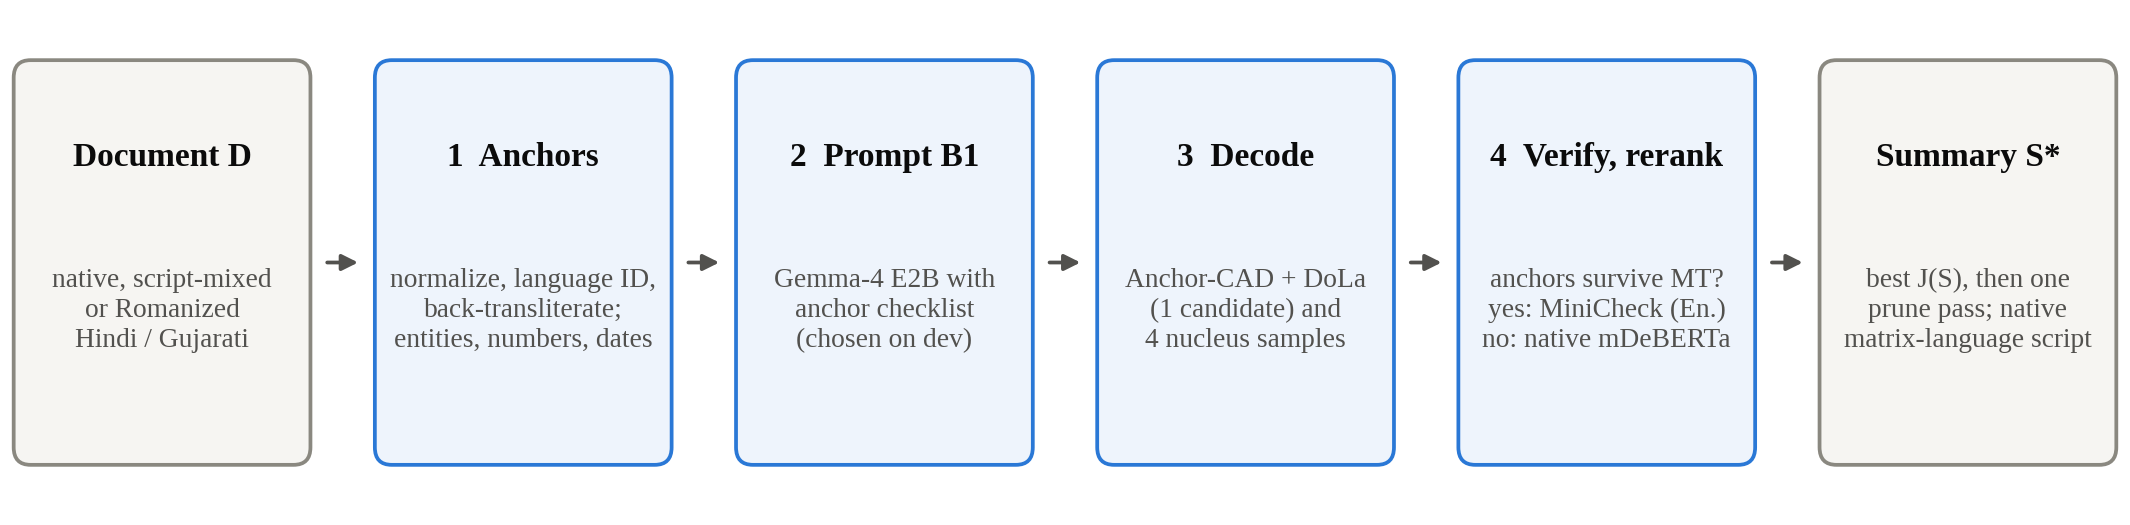 Document D
native, script-mixed
or Romanized
Hindi / Gujarati
1 Anchors
normalize, language ID,
back-transliterate;
entities, numbers, dates
2 Prompt B1
Gemma-4 E2B with
anchor checklist
(chosen on dev)
3 Decode
Anchor-CAD + DoLa
(1 candidate) and
4 nucleus samples
4 Verify, rerank
anchors survive MT?
yes: MiniCheck (En.)
no: native mDeBERTa
Summary S*
best J(S), then one
prune pass; native
matrix-language script